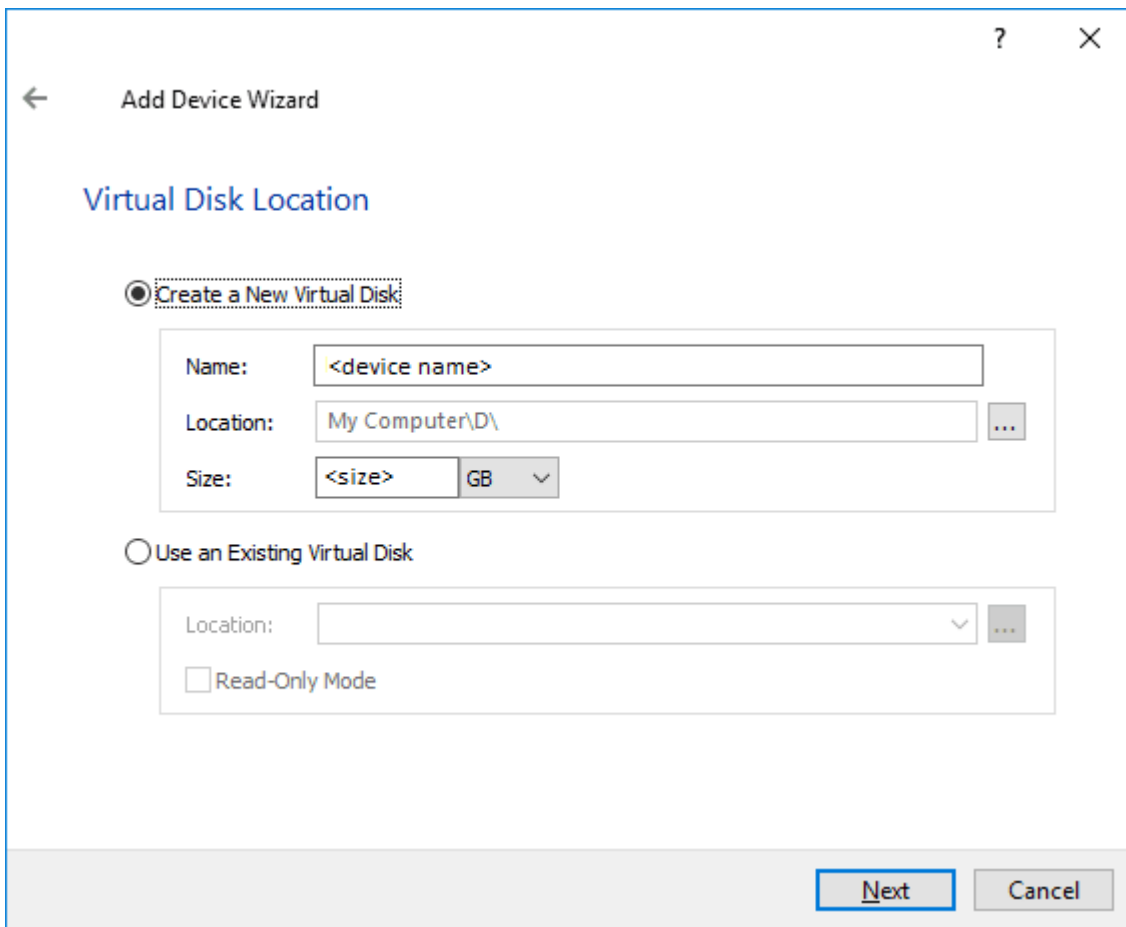 ?
Add Device Wizard
Virtual Disk Location
Create a New Virtual Disk
Name: <device name>
Location: My Computer\D\ ...
Size: <size> GB
Use an Existing Virtual Disk
Location: ...
Read-Only Mode
Next Cancel